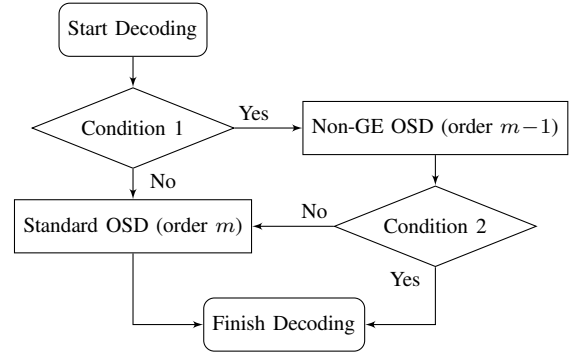 Start Decoding
Condition 1
Yes
Non-GE OSD (order m−1)
No
Standard OSD (order m)
No
Condition 2
Yes
Finish Decoding